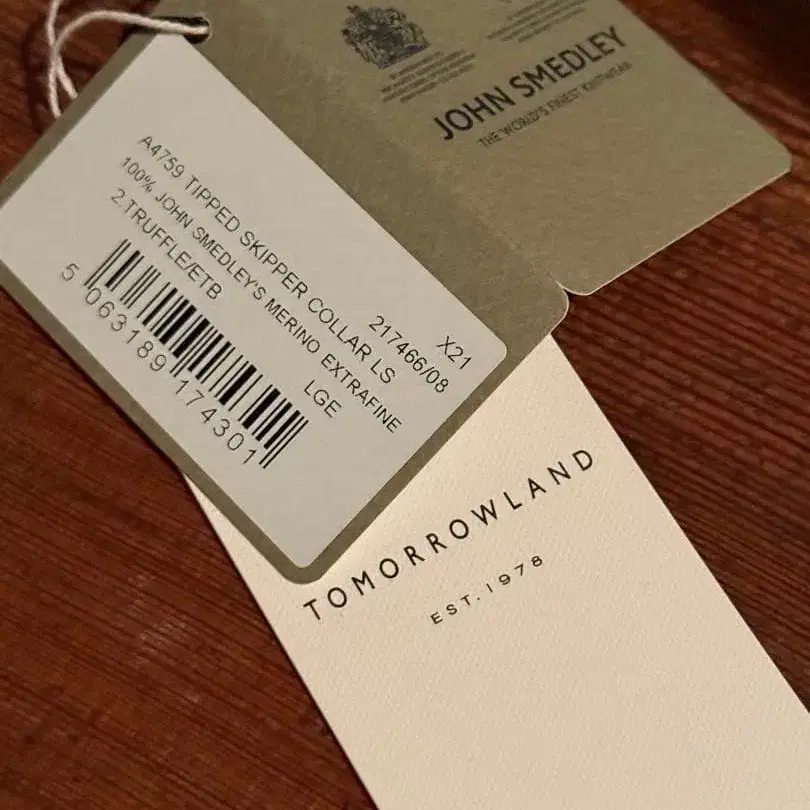 JOHN SMEDLEY
THE WORLD'S FINEST KNITWEAR
A4759 TIPPED SKIPPER COLLAR LS
100% JOHN SMEDLEY'S MERINO EXTRAFINE
2.TRUFFLE/ETB
X21
217466/08
LGE
5 063189 174301
TOMORROWLAND
EST. 1978